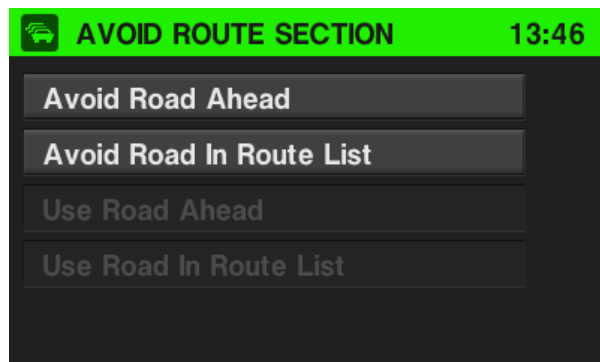 AVOID ROUTE SECTION 13:46
Avoid Road Ahead
Avoid Road In Route List
Use Road Ahead
Use Road In Route List